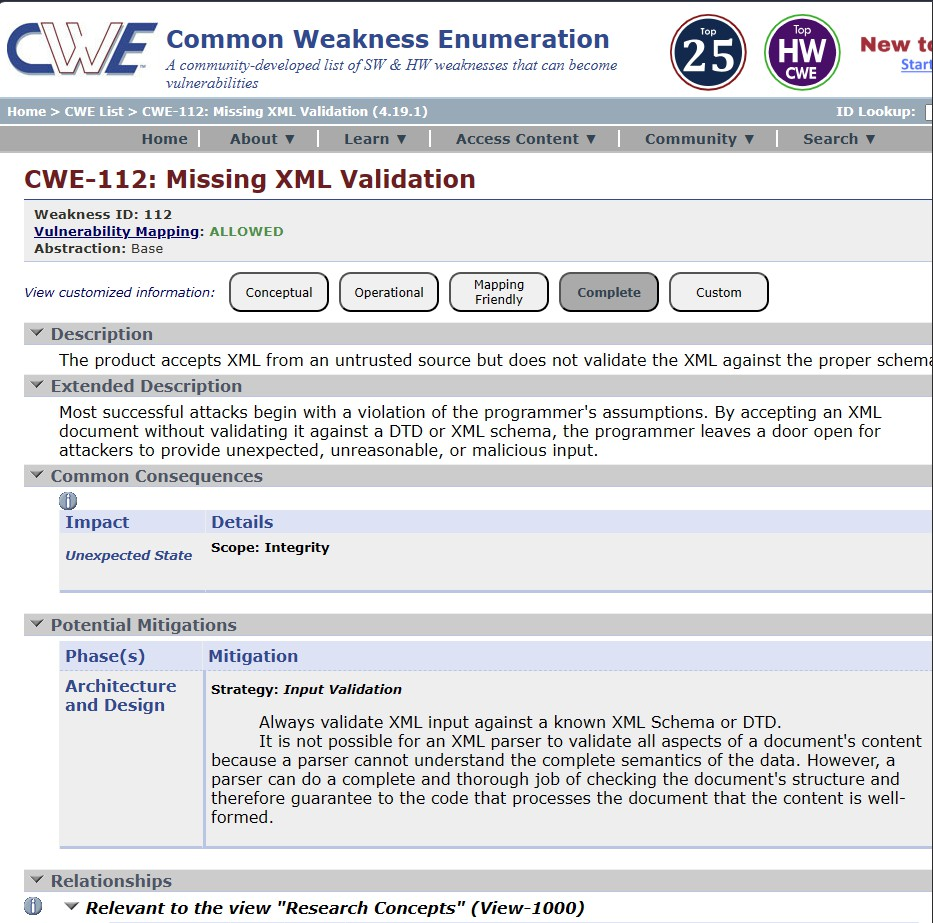 CWE
Common Weakness Enumeration
A community-developed list of SW & HW weaknesses that can become
vulnerabilities
Top
25
Top
HW
CWE
New to
Start
Home > CWE List > CWE-112: Missing XML Validation (4.19.1)
ID Lookup:
Home
About ▼
Learn ▼
Access Content ▼
Community ▼
Search ▼
CWE-112: Missing XML Validation
Weakness ID: 112
Vulnerability Mapping: ALLOWED
Abstraction: Base
View customized information:
Conceptual
Operational
Mapping
Friendly
Complete
Custom
Description
The product accepts XML from an untrusted source but does not validate the XML against the proper schema
Extended Description
Most successful attacks begin with a violation of the programmer's assumptions. By accepting an XML
document without validating it against a DTD or XML schema, the programmer leaves a door open for
attackers to provide unexpected, unreasonable, or malicious input.
Common Consequences
Impact
Details
Unexpected State
Scope: Integrity
Potential Mitigations
Phase(s)
Mitigation
Architecture
and Design
Strategy: Input Validation
Always validate XML input against a known XML Schema or DTD.
It is not possible for an XML parser to validate all aspects of a document's content
because a parser cannot understand the complete semantics of the data. However, a
parser can do a complete and thorough job of checking the document's structure and
therefore guarantee to the code that processes the document that the content is well-
formed.
Relationships
Relevant to the view "Research Concepts" (View-1000)